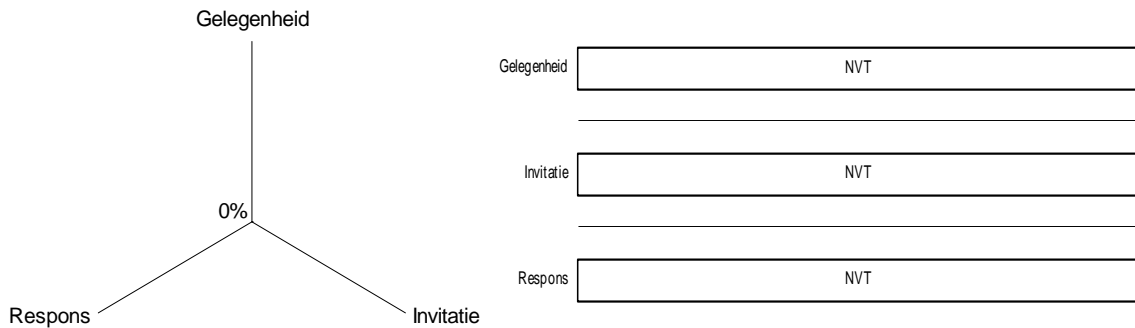 Gelegenheid
0%
Respons
Invitatie
Gelegenheid
NVT
Invitatie
NVT
Respons
NVT